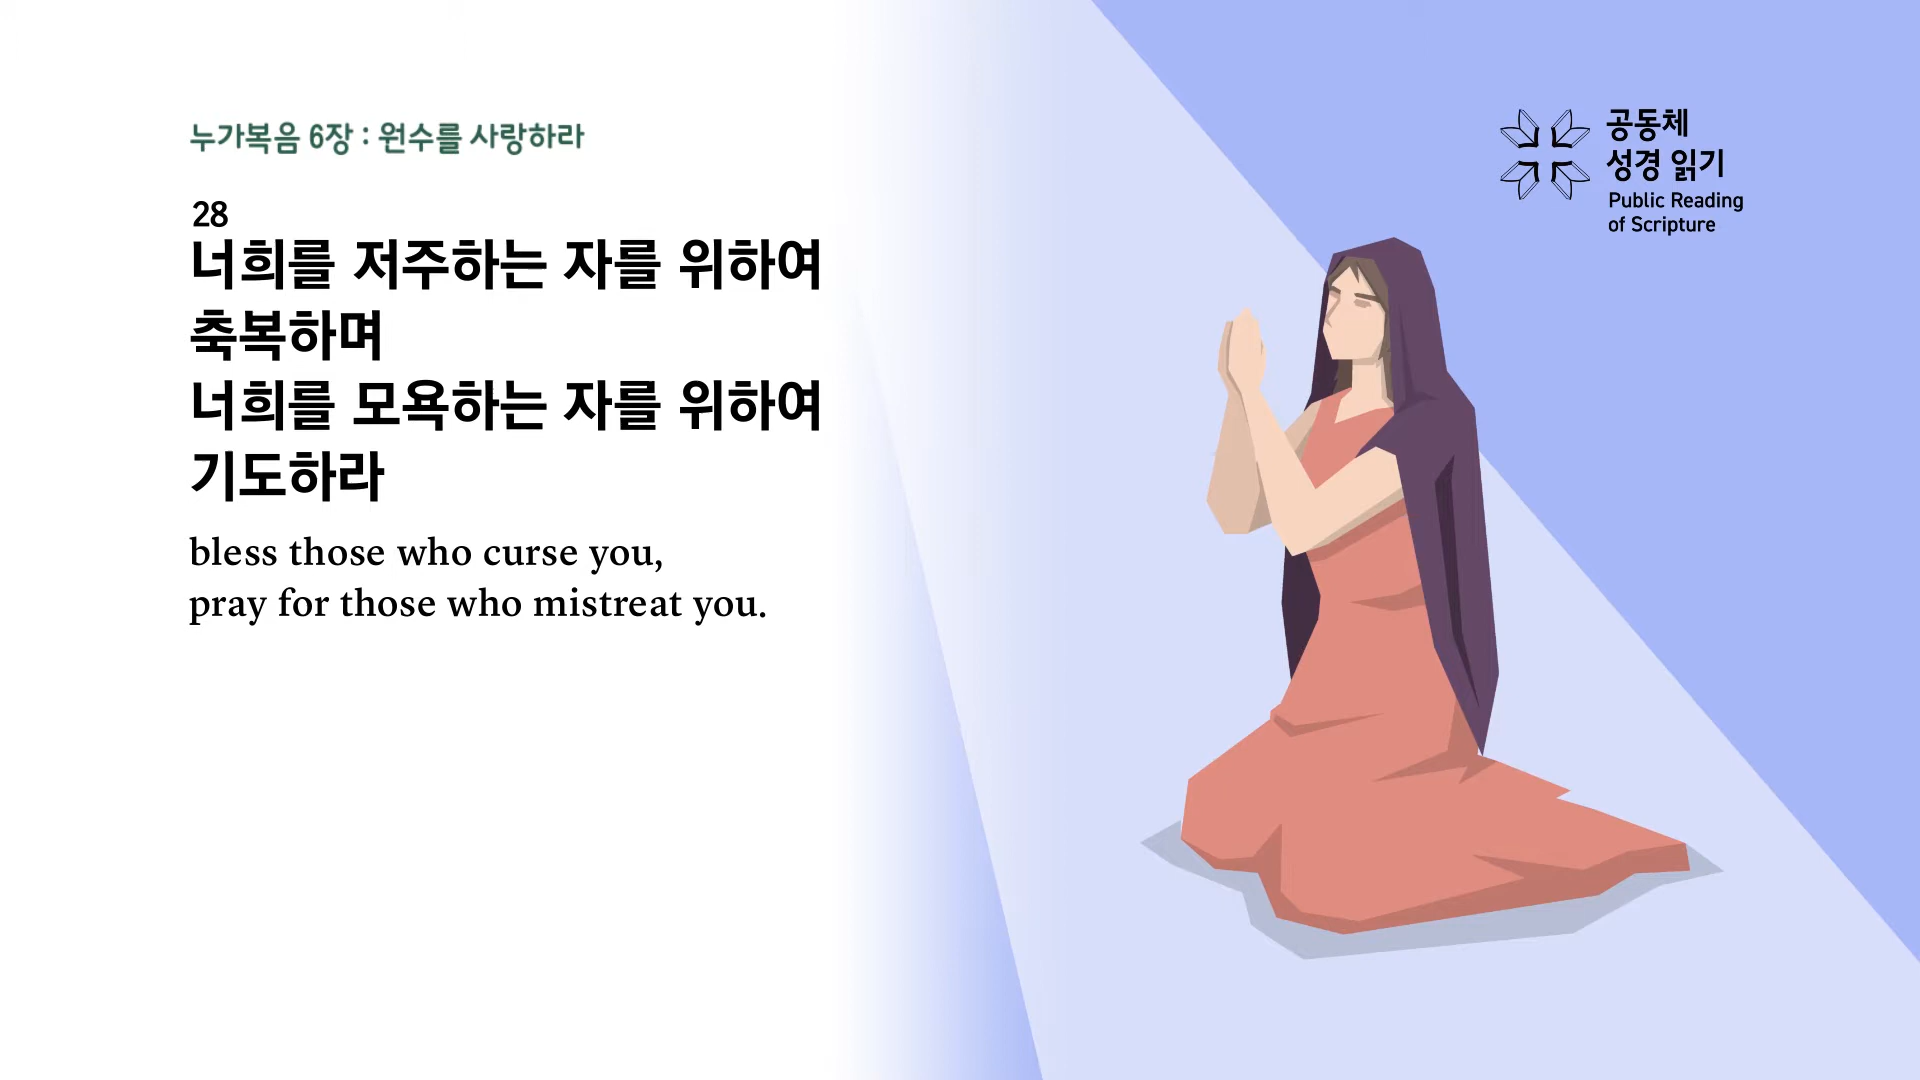 누가복음 6장 : 원수를 사랑하라
28
너희를 저주하는 자를 위하여
축복하며
너희를 모욕하는 자를 위하여
기도하라
bless those who curse you,
pray for those who mistreat you.
공동체
성경 읽기
Public Reading
of Scripture